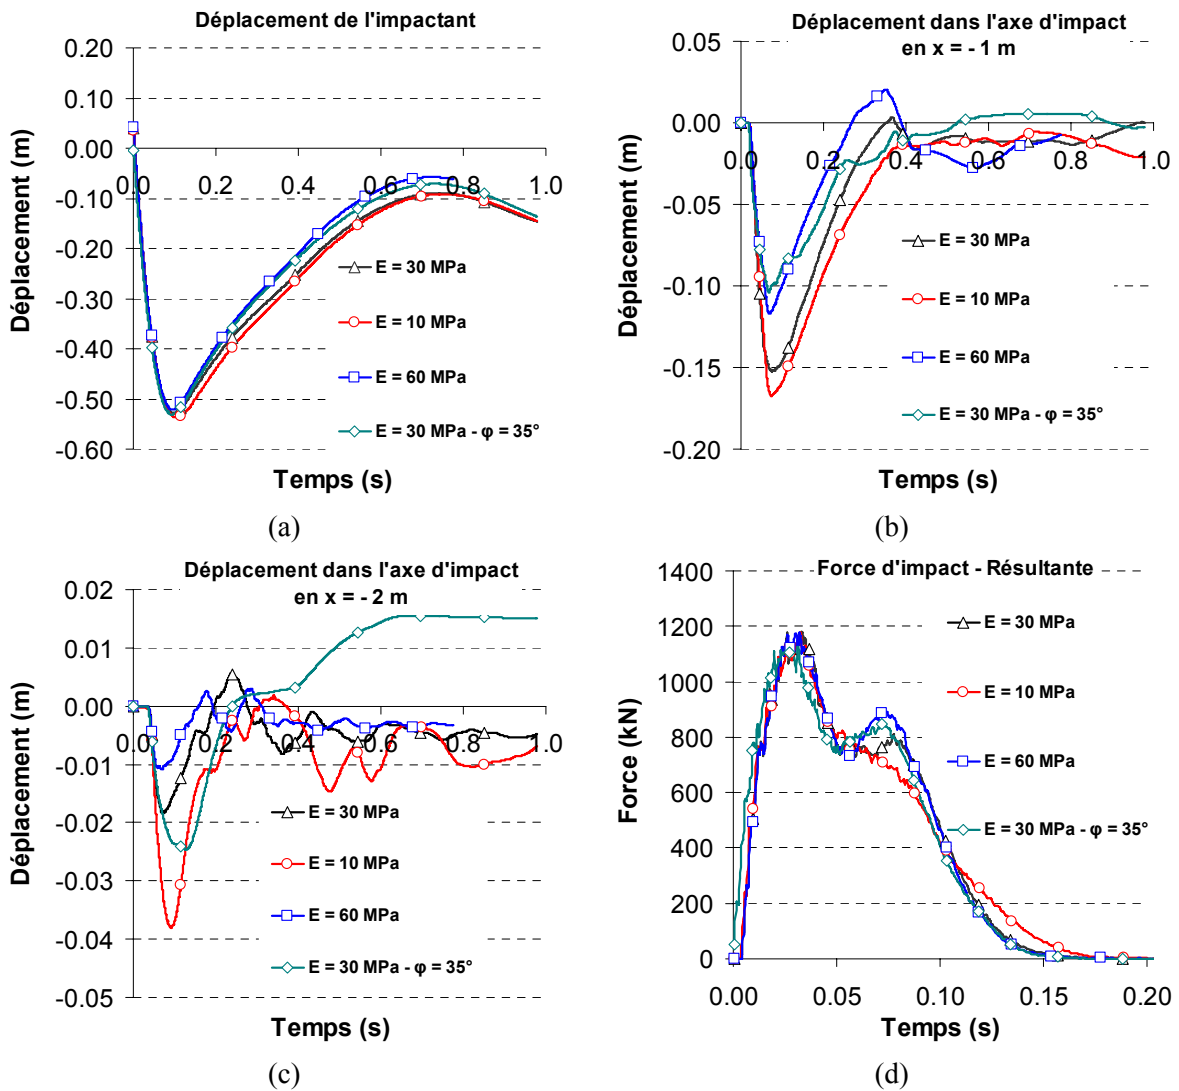 Déplacement de l'impactant
0.20
0.10
0.00
-0.10
-0.20
-0.30
-0.40
-0.50
-0.60
0.0 0.2 0.4 0.6 0.8 1.0
Déplacement (m)
Temps (s)
E = 30 MPa
E = 10 MPa
E = 60 MPa
E = 30 MPa - φ = 35°
(a)
Déplacement dans l'axe d'impact
en x = - 1 m
0.05
0.00
-0.05
-0.10
-0.15
-0.20
0.0 0.2 0.4 0.6 0.8 1.0
Déplacement (m)
Temps (s)
E = 30 MPa
E = 10 MPa
E = 60 MPa
E = 30 MPa - φ = 35°
(b)
Déplacement dans l'axe d'impact
en x = - 2 m
0.02
0.01
0.00
-0.01
-0.02
-0.03
-0.04
-0.05
0.0 0.2 0.4 0.6 0.8 1.0
Déplacement (m)
Temps (s)
E = 30 MPa
E = 10 MPa
E = 60 MPa
E = 30 MPa - φ = 35°
(c)
Force d'impact - Résultante
1400
1200
1000
800
600
400
200
0
0.00 0.05 0.10 0.15 0.20
Force (kN)
Temps (s)
E = 30 MPa
E = 10 MPa
E = 60 MPa
E = 30 MPa - φ = 35°
(d)